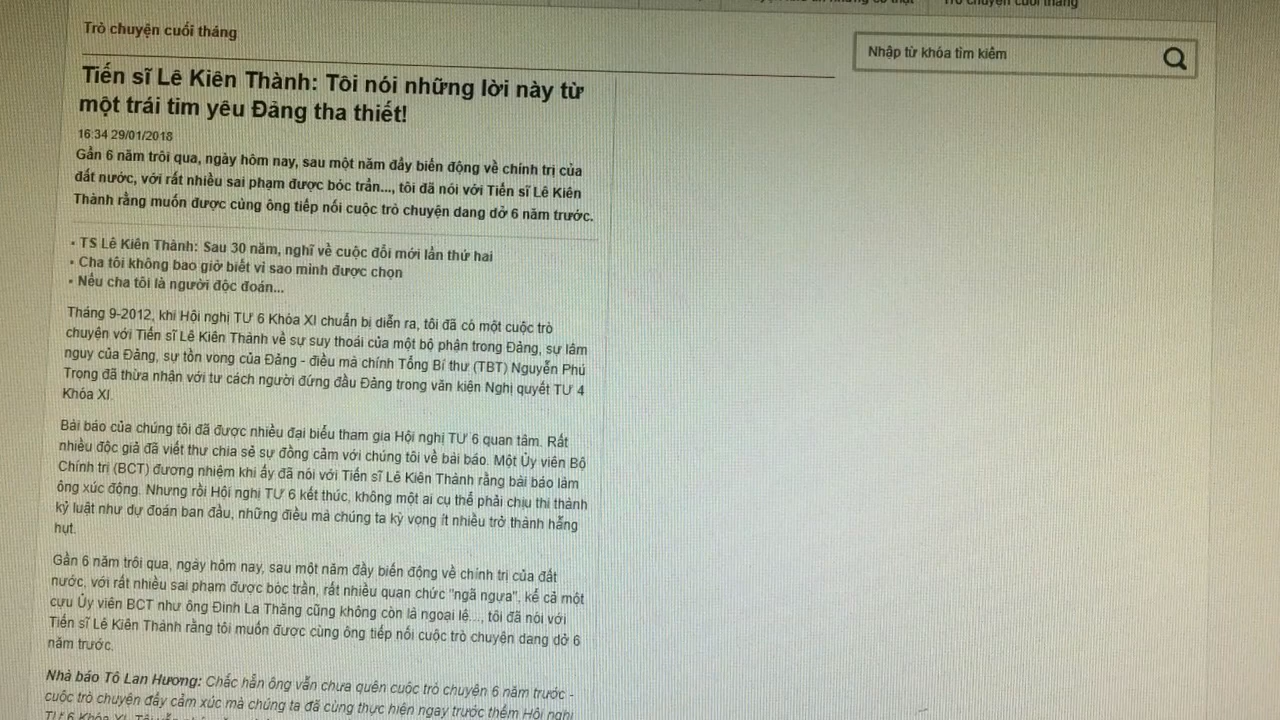 Trò chuyện cuối tháng
Trò chuyện cuối tháng
Nhập từ khóa tìm kiếm
Tiến sĩ Lê Kiên Thành: Tôi nói những lời này từ
một trái tim yêu Đảng tha thiết!
16:34 29/01/2018
Gần 6 năm trôi qua, ngày hôm nay, sau một năm đầy biến động về chính trị của
đất nước, với rất nhiều sai phạm được bóc trần..., tôi đã nói với Tiến sĩ Lê Kiên
Thành rằng muốn được cùng ông tiếp nối cuộc trò chuyện dang dở 6 năm trước.
• TS Lê Kiên Thành: Sau 30 năm, nghĩ về cuộc đổi mới lần thứ hai
• Cha tôi không bao giờ biết vì sao mình được chọn
• Nếu cha tôi là người độc đoán...
Tháng 9-2012, khi Hội nghị TƯ 6 Khóa XI chuẩn bị diễn ra, tôi đã có một cuộc trò
chuyện với Tiến sĩ Lê Kiên Thành về sự suy thoái của một bộ phận trong Đảng, sự lâm
nguy của Đảng, sự tồn vong của Đảng - điều mà chính Tổng Bí thư (TBT) Nguyễn Phú
Trọng đã thừa nhận với tư cách người đứng đầu Đảng trong văn kiện Nghị quyết TƯ 4
Khóa XI.
Bài báo của chúng tôi đã được nhiều đại biểu tham gia Hội nghị TƯ 6 quan tâm. Rất
nhiều độc giả đã viết thư chia sẻ sự đồng cảm với chúng tôi về bài báo. Một Ủy viên Bộ
Chính trị (BCT) đương nhiệm khi ấy đã nói với Tiến sĩ Lê Kiên Thành rằng bài báo làm
ông xúc động. Nhưng rồi Hội nghị TƯ 6 kết thúc, không một ai cụ thể phải chịu thi thành
kỷ luật như dự đoán ban đầu, những điều mà chúng ta kỳ vọng ít nhiều trở thành hẫng
hụt.
Gần 6 năm trôi qua, ngày hôm nay, sau một năm đầy biến động về chính trị của đất
nước, với rất nhiều sai phạm được bóc trần, rất nhiều quan chức "ngã ngựa", kể cả một
cựu Ủy viên BCT như ông Đinh La Thăng cũng không còn là ngoại lệ..., tôi đã nói với
Tiến sĩ Lê Kiên Thành rằng tôi muốn được cùng ông tiếp nối cuộc trò chuyện dang dở 6
năm trước.
Nhà báo Tô Lan Hương: Chắc hẳn ông vẫn chưa quên cuộc trò chuyện 6 năm trước -
cuộc trò chuyện đầy cảm xúc mà chúng ta đã cùng thực hiện ngay trước thềm Hội nghị
TƯ 6 Khóa XI.